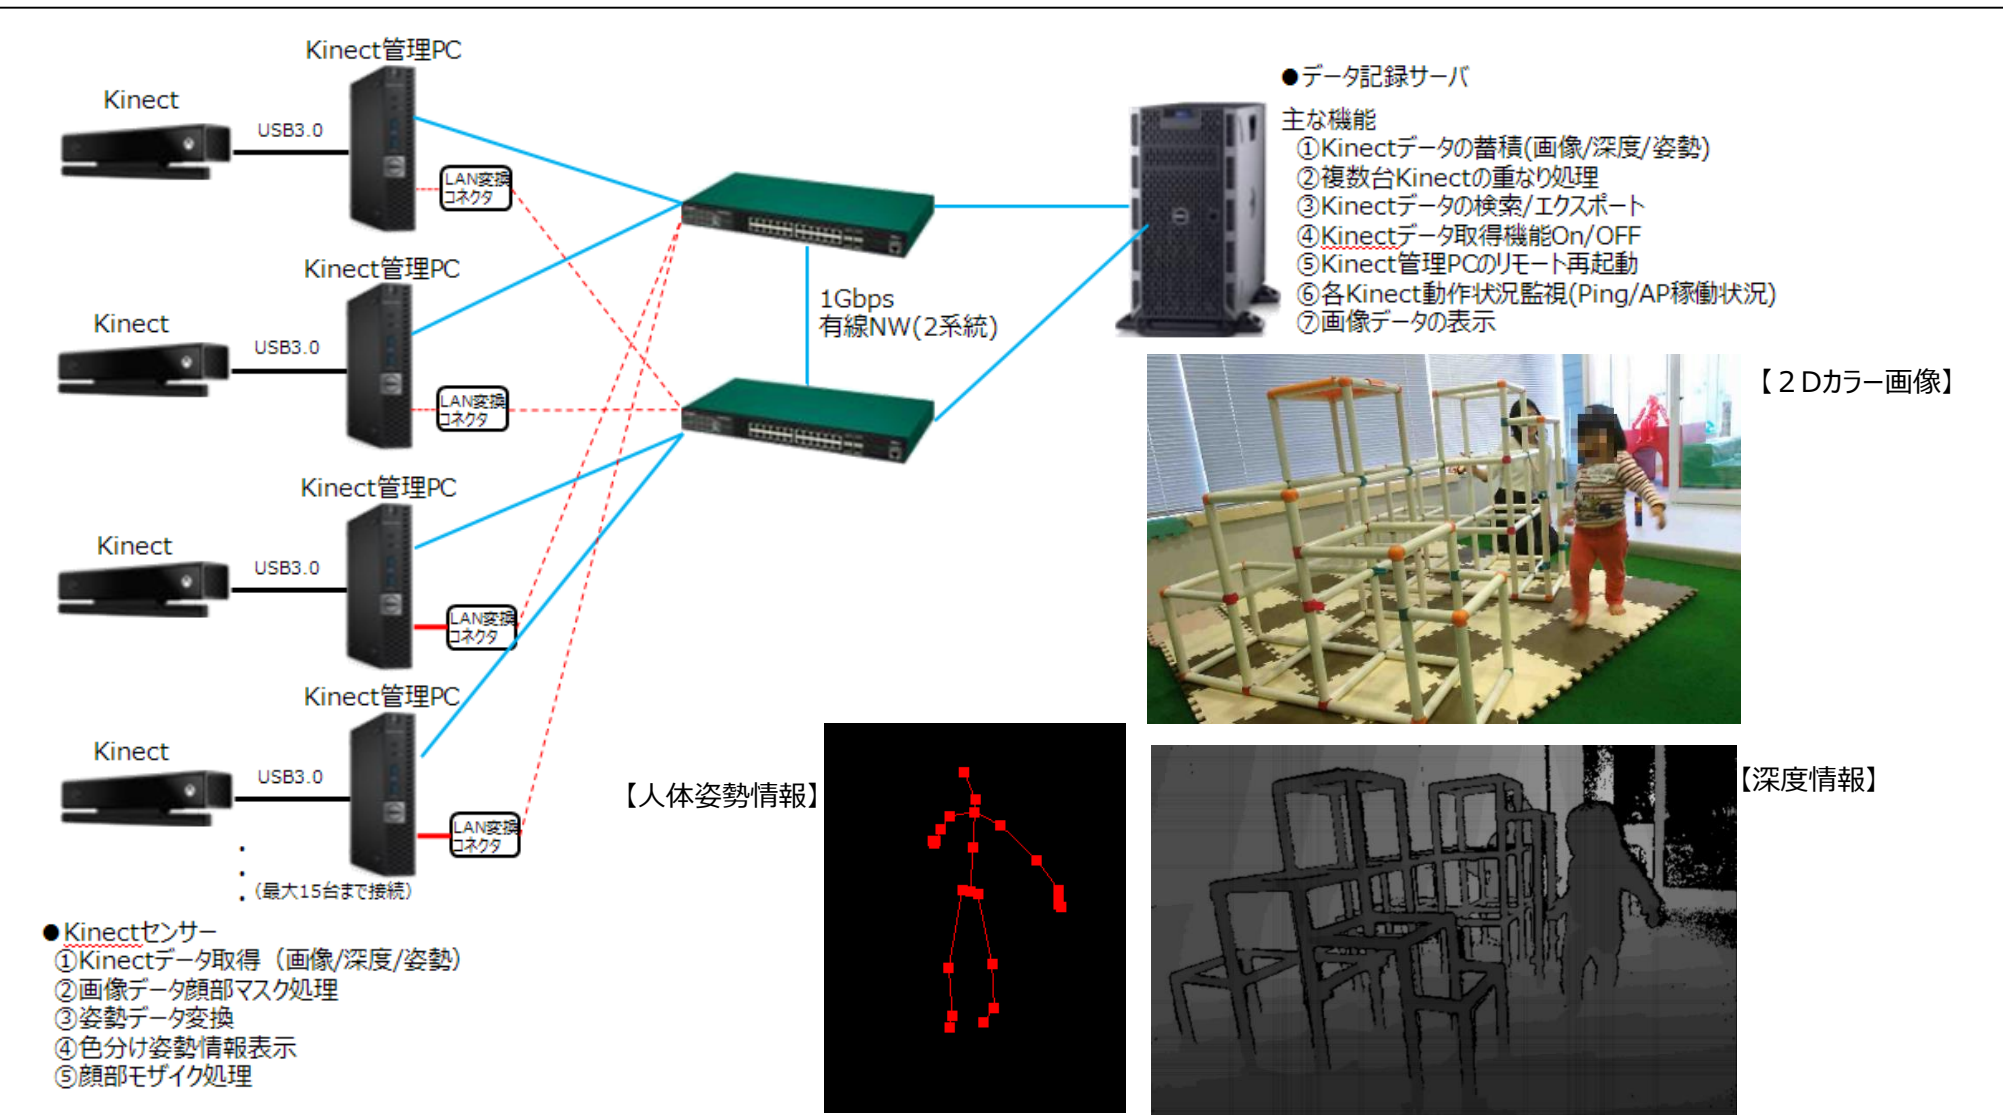 Kinect管理PC
Kinect
USB3.0
LAN変換
コネクタ
Kinect管理PC
Kinect
USB3.0
LAN変換
コネクタ
Kinect管理PC
Kinect
USB3.0
LAN変換
コネクタ
Kinect管理PC
Kinect
USB3.0
LAN変換
コネクタ
(最大15台まで接続)
1Gbps
有線NW(2系統)
●データ記録サーバ
主な機能
①Kinectデータの蓄積(画像/深度/姿勢)
②複数台Kinectの重なり処理
③Kinectデータの検索/エクスポート
④Kinectデータ取得機能On/OFF
⑤Kinect管理PCのリモート再起動
⑥各Kinect動作状況監視(Ping/AP稼働状況)
⑦画像データの表示
【２Dカラー画像】
【人体姿勢情報】
【深度情報】
●Kinectセンサー
①Kinectデータ取得（画像/深度/姿勢）
②画像データ顔部マスク処理
③姿勢データ変換
④色分け姿勢情報表示
⑤顔部モザイク処理